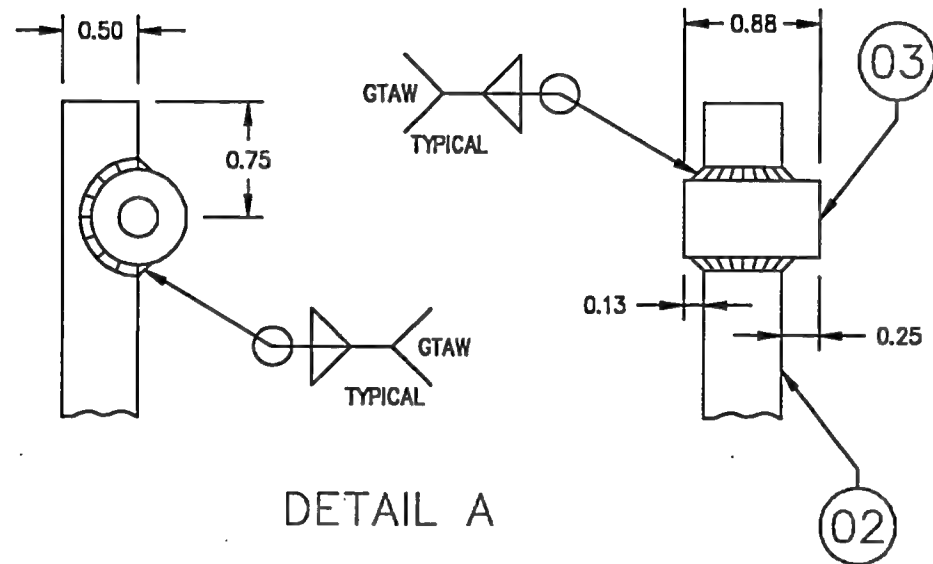 0.50
0.88
03
GTAW
TYPICAL
0.75
0.13
0.25
GTAW
TYPICAL
02
DETAIL A